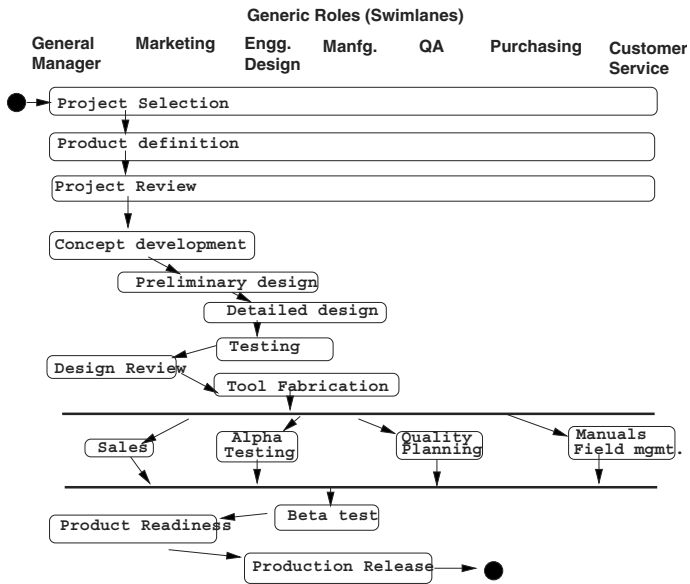 Generic Roles (Swimlanes)
General Manager
Marketing
Engg. Design
Manfg.
QA
Purchasing
Customer Service
Project Selection
Product definition
Project Review
Concept development
Preliminary design
Detailed design
Testing
Design Review
Tool Fabrication
Sales
Alpha
Testing
Quality
Planning
Manuals
Field mgmt.
Beta test
Product Readiness
Production Release